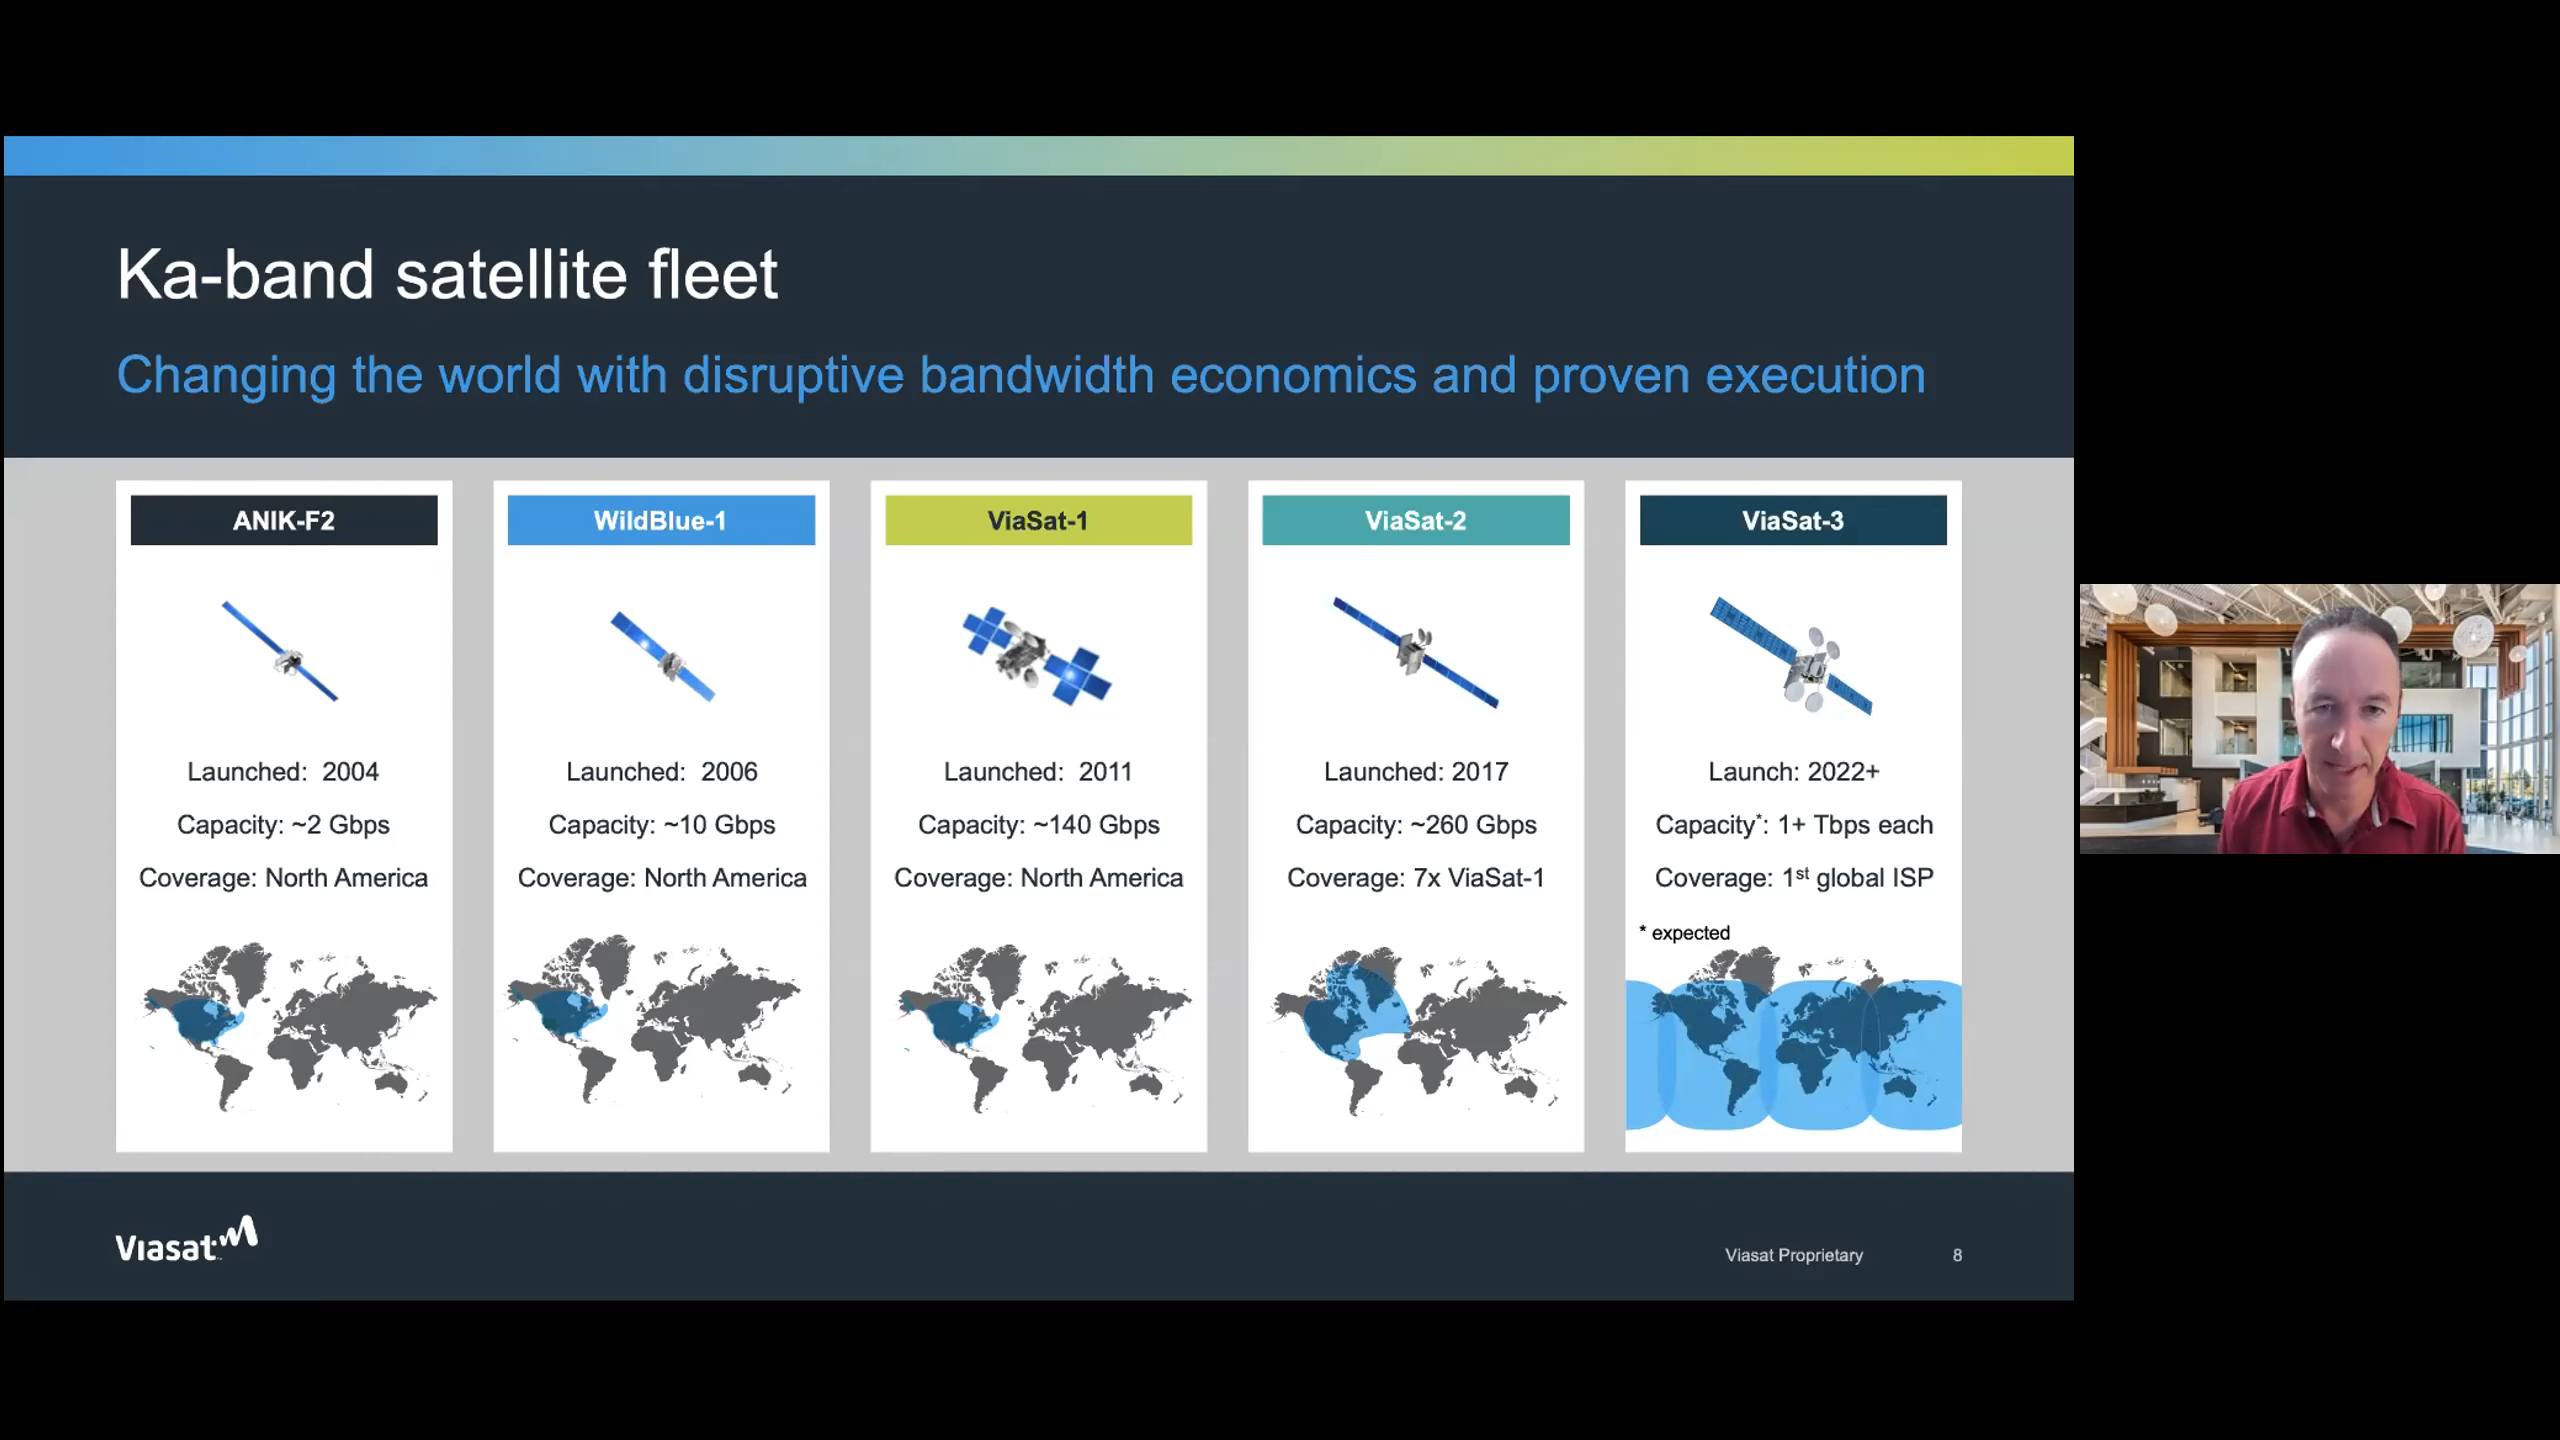 Ka-band satellite fleet
Changing the world with disruptive bandwidth economics and proven execution
ANIK-F2
Launched: 2004
Capacity: ~2 Gbps
Coverage: North America
WildBlue-1
Launched: 2006
Capacity: ~10 Gbps
Coverage: North America
ViaSat-1
Launched: 2011
Capacity: ~140 Gbps
Coverage: North America
ViaSat-2
Launched: 2017
Capacity: ~260 Gbps
Coverage: 7x ViaSat-1
ViaSat-3
Launch: 2022+
Capacity*: 1+ Tbps each
Coverage: 1st global ISP
* expected
Viasat
Viasat Proprietary
8